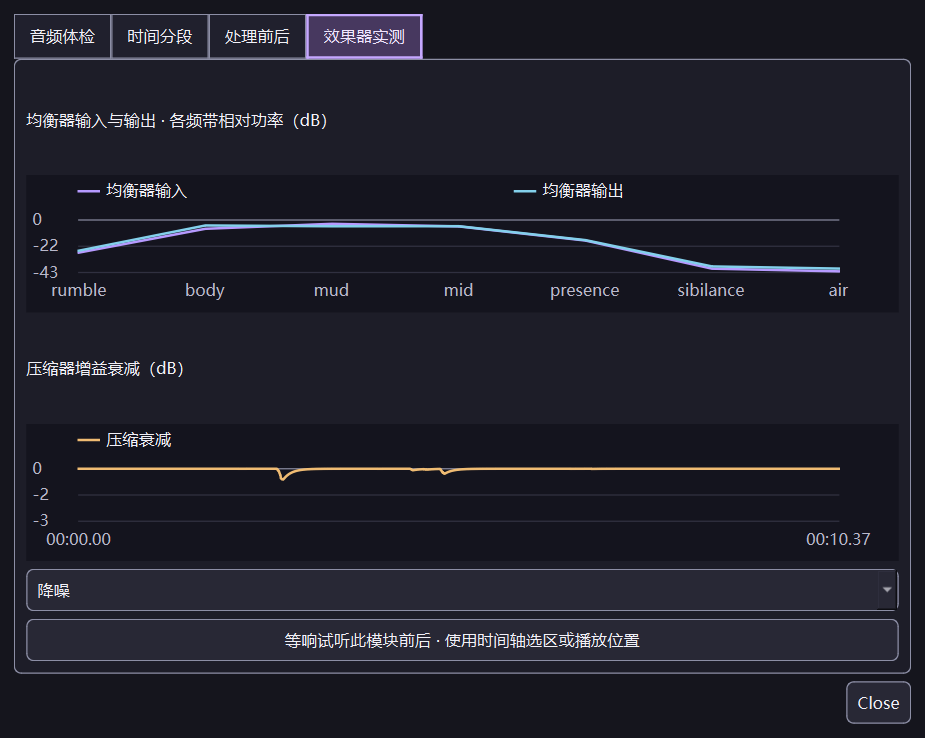 音频体检 时间分段 处理前后 效果器实测
均衡器输入与输出 · 各频带相对功率（dB）
均衡器输入 均衡器输出
0
-22
-43
rumble body mud mid presence sibilance air
压缩器增益衰减（dB）
压缩衰减
0
-2
-3
00:00.00 00:10.37
降噪
等响试听此模块前后 · 使用时间轴选区或播放位置
Close